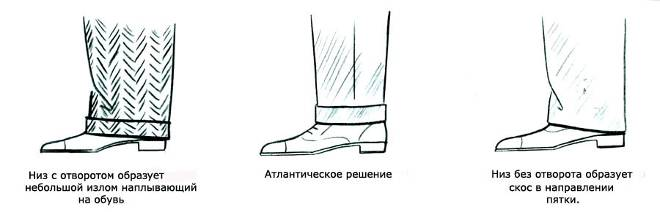 Низ с отворотом образует
небольшой излом наплывающий
на обувь
Атлантическое решение
Низ без отворота образует
скос в направлении
пятки.